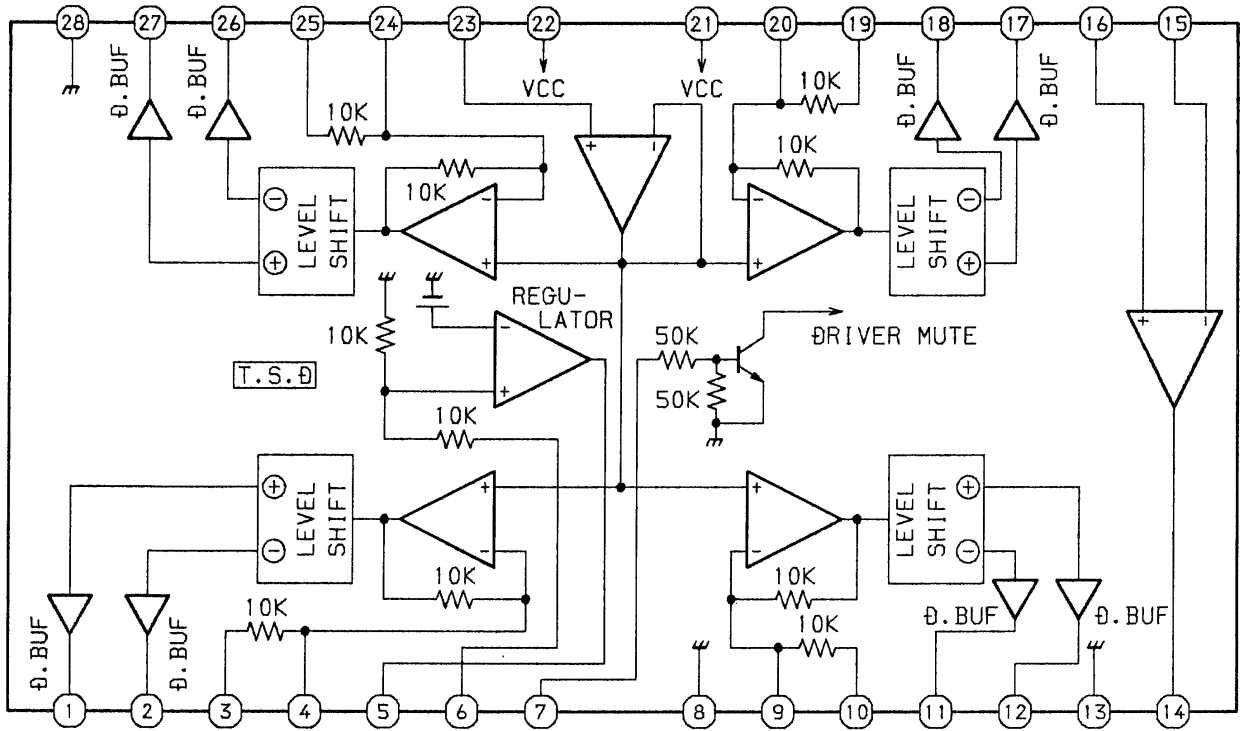 28 27 26 25 24 23 22 21 20 19 18 17 16 15
Ð.BUF
Ð.BUF
VCC
VCC
10K
Ð.BUF
Ð.BUF
10K
10K
10K
+ −
− −
LEVEL SHIFT
− +
10K
− +
− +
LEVEL SHIFT
− +
REGU-
LATOR
10K
− +
50K
DRIVER MUTE
+ −
T.S.Ð
50K
10K
LEVEL SHIFT
+ −
+ −
+ −
LEVEL SHIFT
+ −
10K
10K
10K
10K
Ð.BUF
Ð.BUF
Ð.BUF
Ð.BUF
1 2 3 4 5 6 7 8 9 10 11 12 13 14